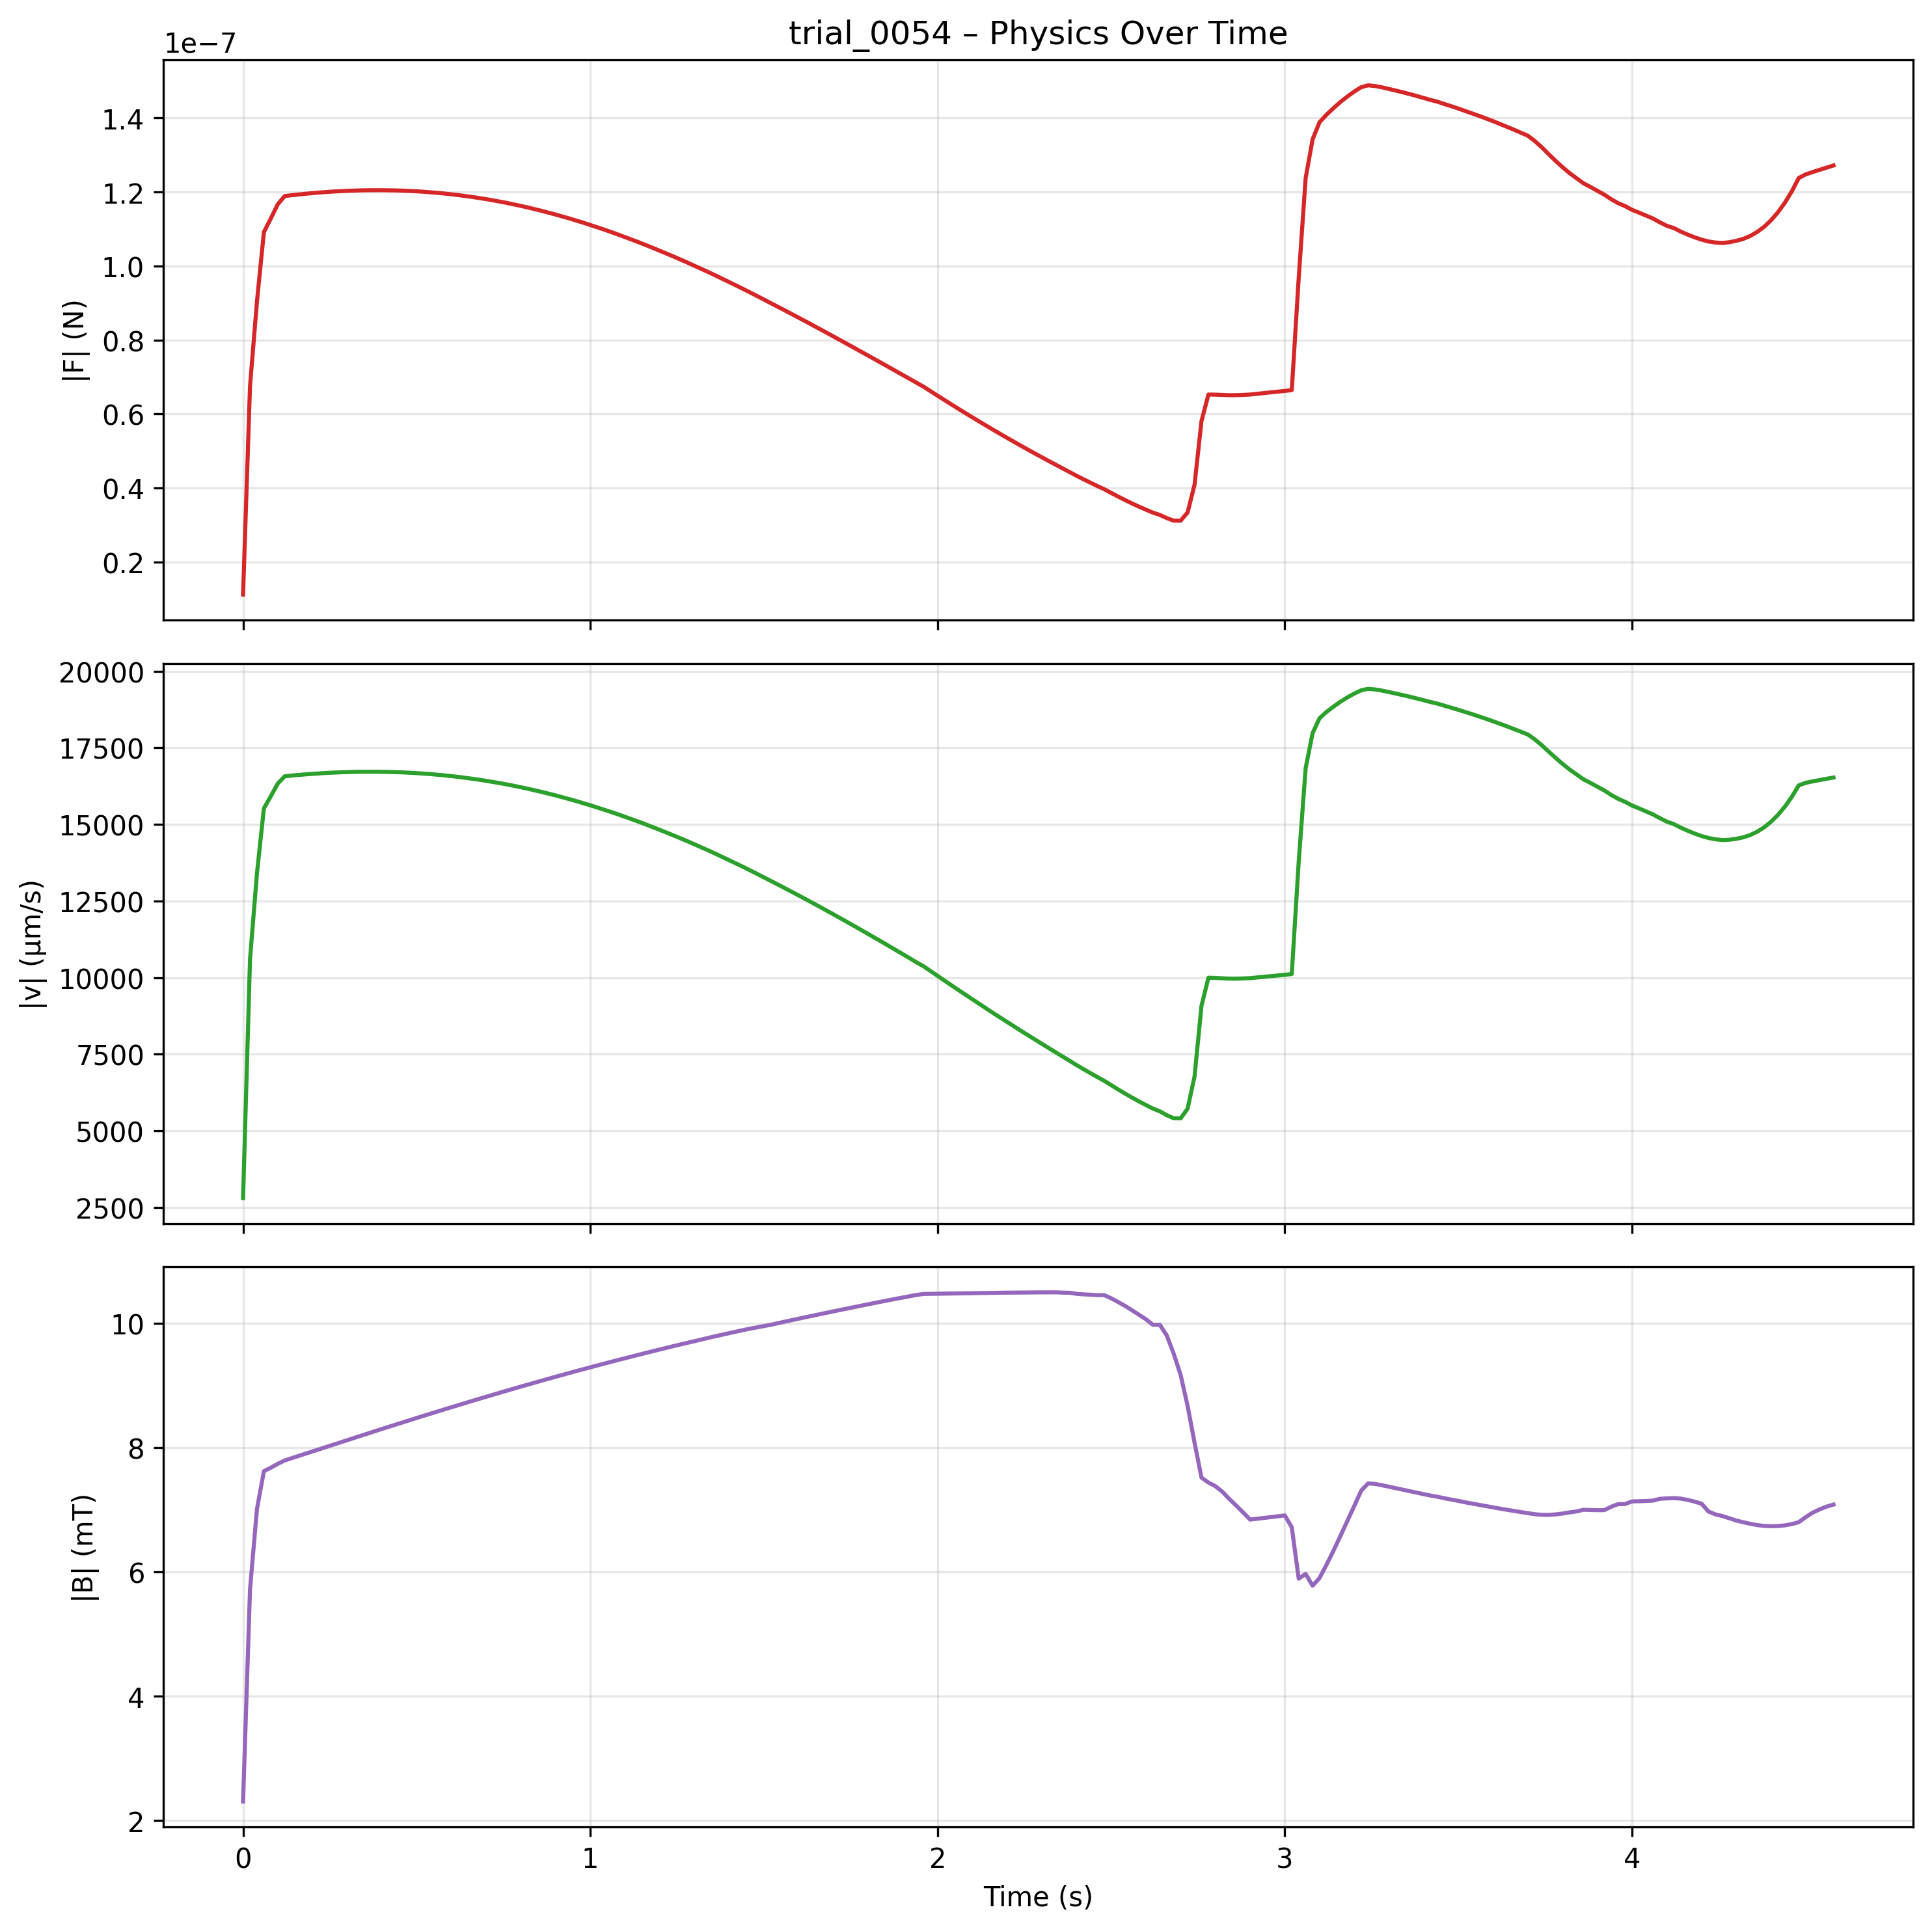 trial_0054 – Physics Over Time
1e−7
|F| (N)
1.4
1.2
1.0
0.8
0.6
0.4
0.2
|v| (μm/s)
20000
17500
15000
12500
10000
7500
5000
2500
|B| (mT)
10
8
6
4
2
0 1 2 3 4
Time (s)